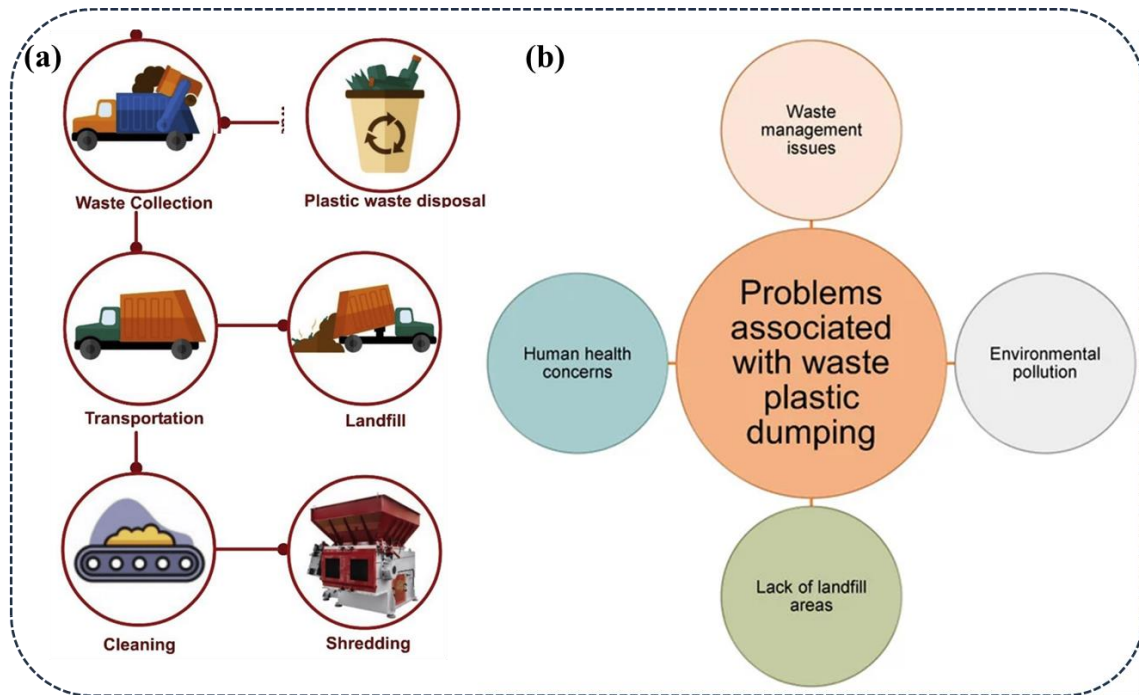 (a)
Waste Collection
Plastic waste disposal
Transportation
Landfill
Cleaning
Shredding
(b)
Waste
management
issues
Human health
concerns
Problems
associated
with waste
plastic
dumping
Environmental
pollution
Lack of landfill
areas